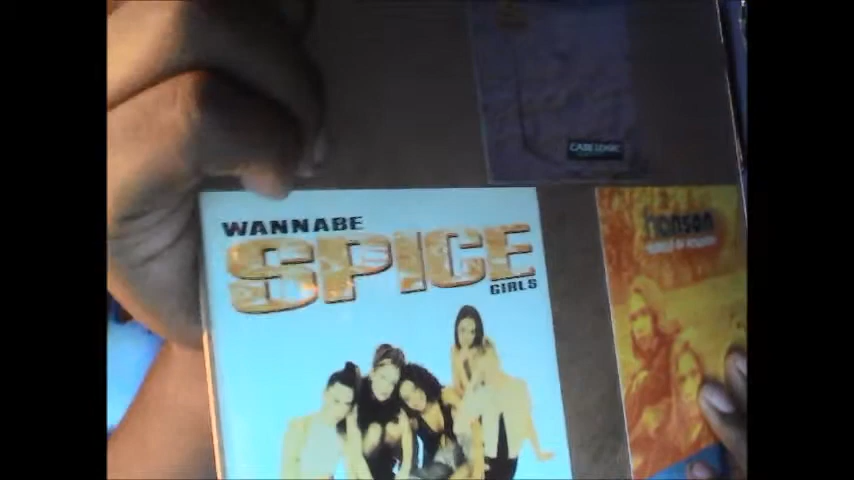 CASE LOGIC
WANNABE
SPICE
GIRLS
hanson